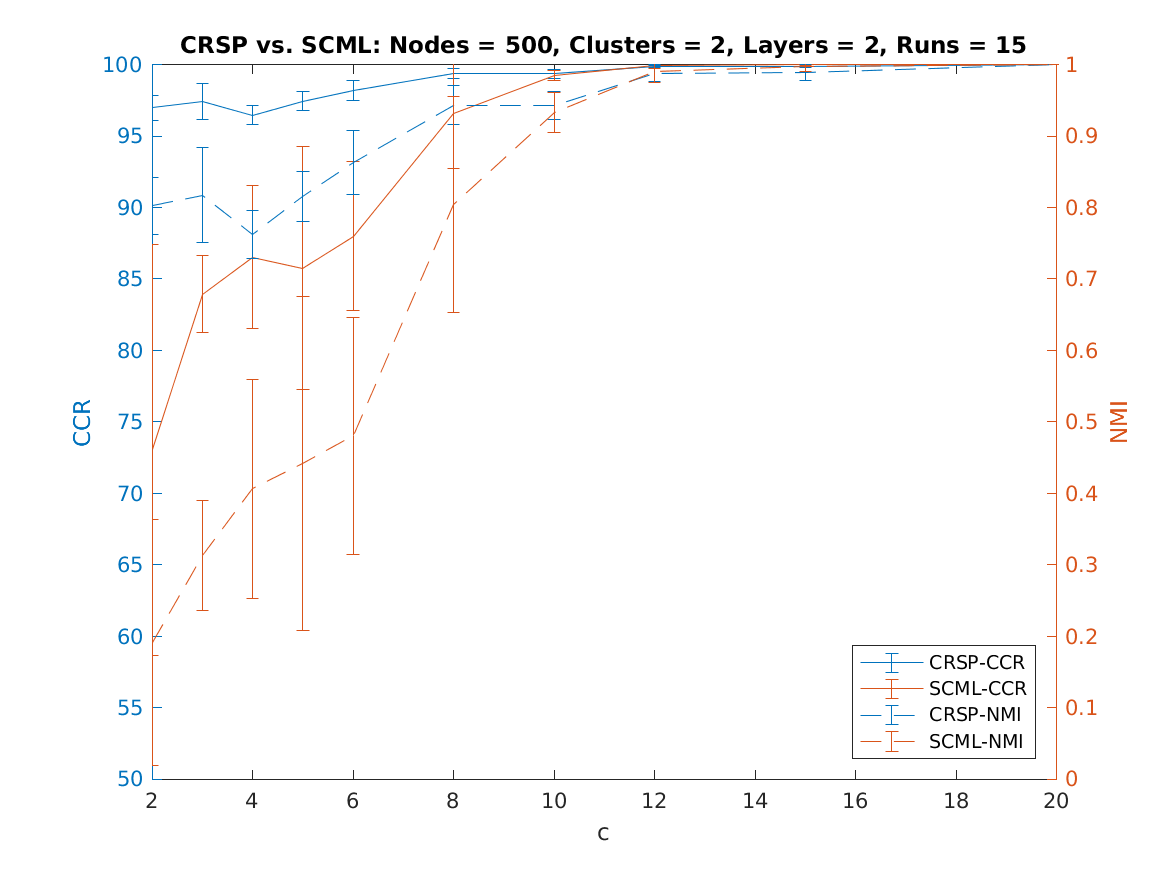 CRSP vs. SCML: Nodes = 500, Clusters = 2, Layers = 2, Runs = 15
100
95
90
85
80
75
70
65
60
55
50
CCR
1
0.9
0.8
0.7
0.6
0.5
0.4
0.3
0.2
0.1
0
NMI
CRSP-CCR
SCML-CCR
CRSP-NMI
SCML-NMI
2 4 6 8 10 12 14 16 18 20
c